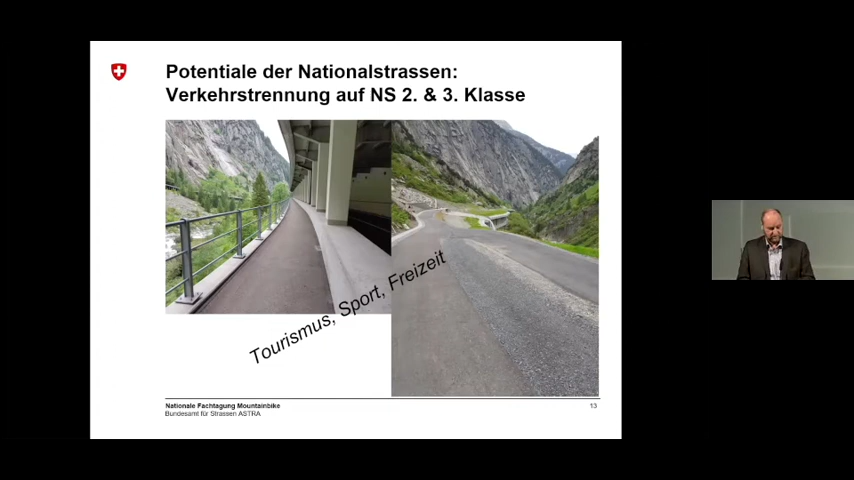 Potentiale der Nationalstrassen:
Verkehrstrennung auf NS 2. & 3. Klasse
Tourismus, Sport, Freizeit
Nationale Fachtagung Mountainbike
Bundesamt für Strassen ASTRA
13